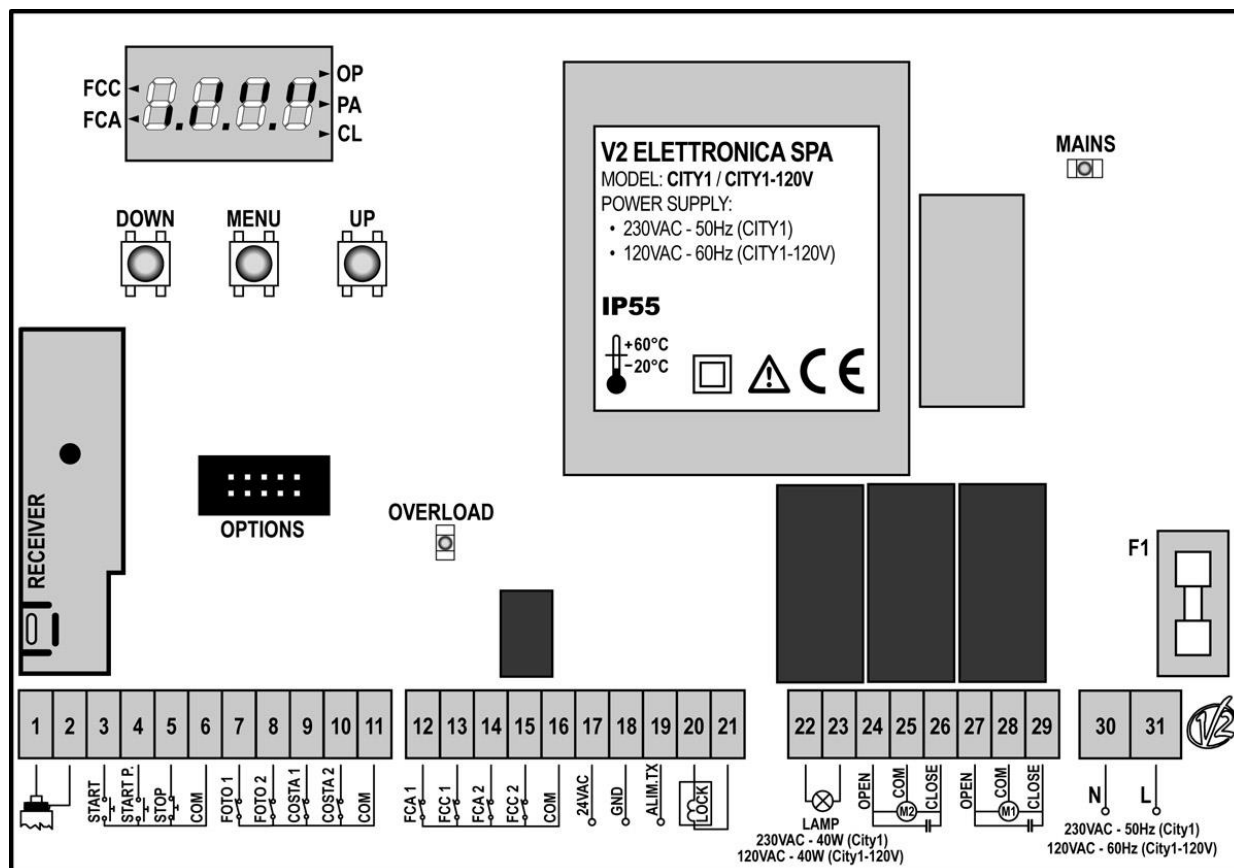 FCC
FCA
OP
PA
CL
DOWN
MENU
UP
V2 ELETTRONICA SPA
MODEL: CITY1 / CITY1-120V
POWER SUPPLY:
• 230VAC - 50Hz (CITY1)
• 120VAC - 60Hz (CITY1-120V)
IP55
+60°C
−20°C
CE
MAINS
RECEIVER
OPTIONS
OVERLOAD
F1
1 2 3 4 5 6 7 8 9 10 11
12 13 14 15 16 17 18 19 20 21
22 23 24 25 26 27 28 29
30 31
V2
START
START P.
STOP
COM
FOTO 1
FOTO 2
COSTA 1
COSTA 2
COM
FCA 1
FCC 1
FCA 2
FCC 2
COM
24VAC
GND
ALIM.TX
LOCK
LAMP
230VAC - 40W (City1)
120VAC - 40W (City1-120V)
OPEN
COM
CLOSE
M2
OPEN
COM
CLOSE
M1
N
L
230VAC - 50Hz (City1)
120VAC - 60Hz (City1-120V)